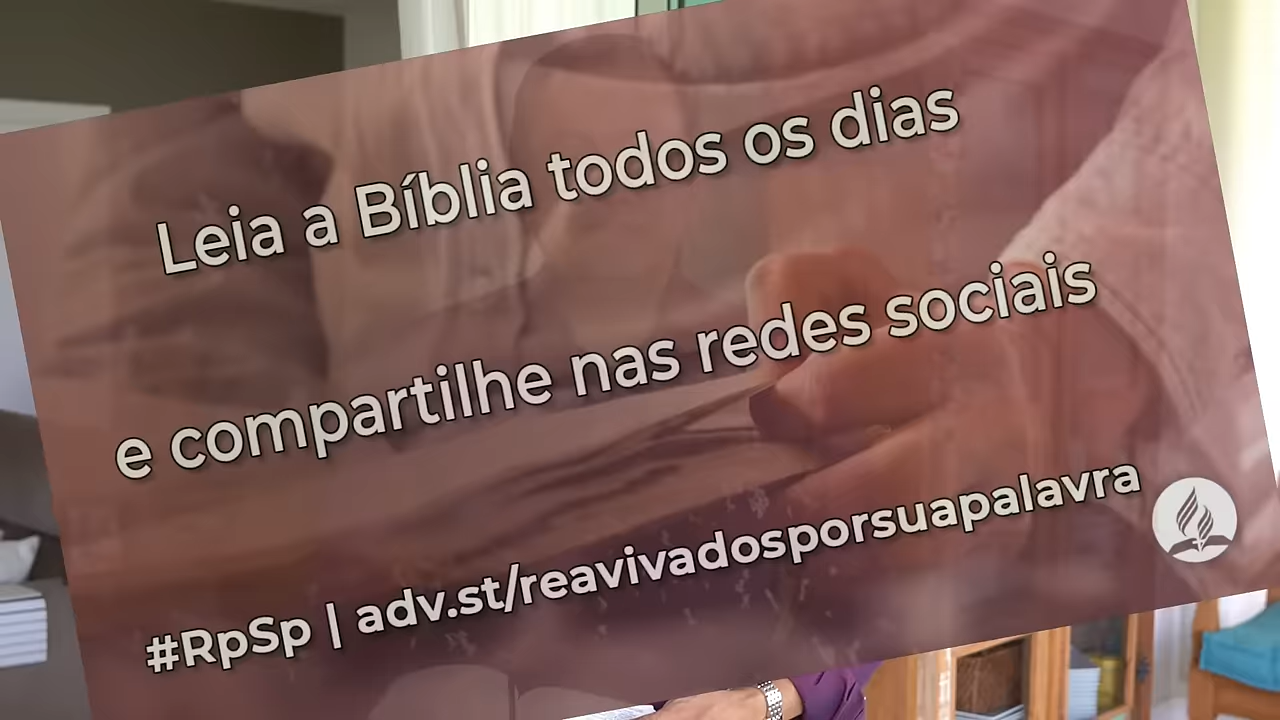 Leia a Bíblia todos os dias
e compartilhe nas redes sociais
#RpSp | adv.st/reavivadosporsuapalavra